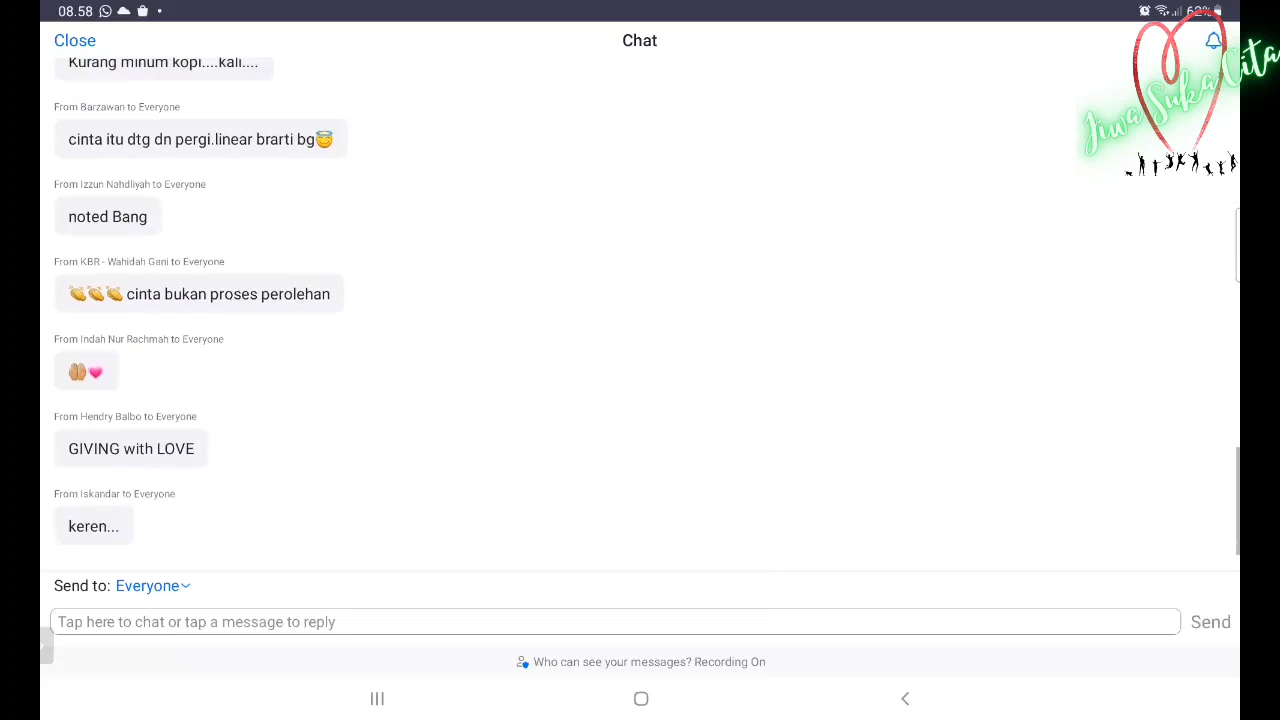 08.58
62%
Close
Chat
Jiwa Suka Cita
Kurang minum kopi....kali....
From Barzawan to Everyone
cinta itu dtg dn pergi.linear brarti bg😇
From Izzun Nahdliyah to Everyone
noted Bang
From KBR - Wahidah Gani to Everyone
👏👏👏 cinta bukan proses perolehan
From Indah Nur Rachmah to Everyone
🤲💗
From Hendry Balbo to Everyone
GIVING with LOVE
From Iskandar to Everyone
keren...
Send to: Everyone
Tap here to chat or tap a message to reply
Send
Who can see your messages? Recording On